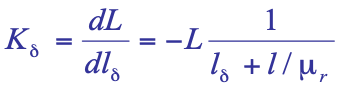 K_δ = dL/dl_δ = −L 1/(l_δ + l/μ_r)